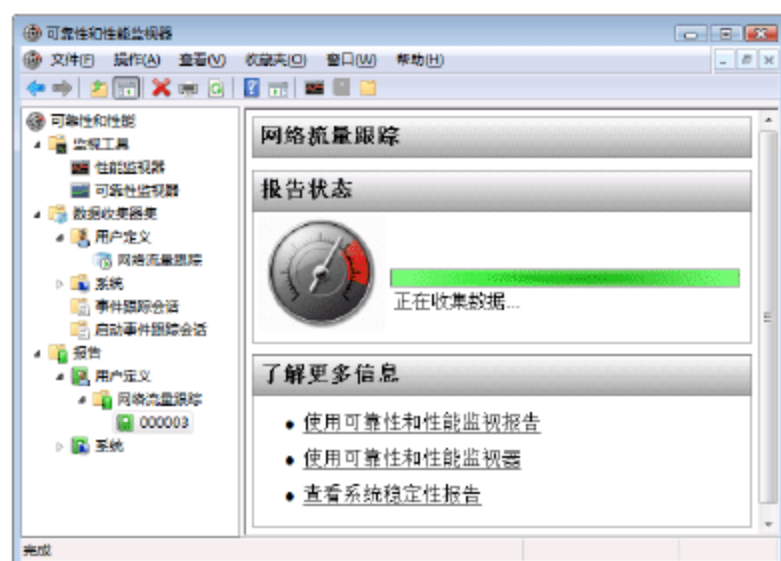 可靠性和性能监视器
文件(F) 操作(A) 查看(V) 收藏夹(O) 窗口(W) 帮助(H)
可靠性和性能
监视工具
性能监视器
可靠性监视器
数据收集器集
用户定义
网络流量跟踪
系统
事件跟踪会话
启动事件跟踪会话
报告
用户定义
网络流量跟踪
000003
系统
网络流量跟踪
报告状态
正在收集数据...
了解更多信息
使用可靠性和性能监视报告
使用可靠性和性能监视器
查看系统稳定性报告
完成